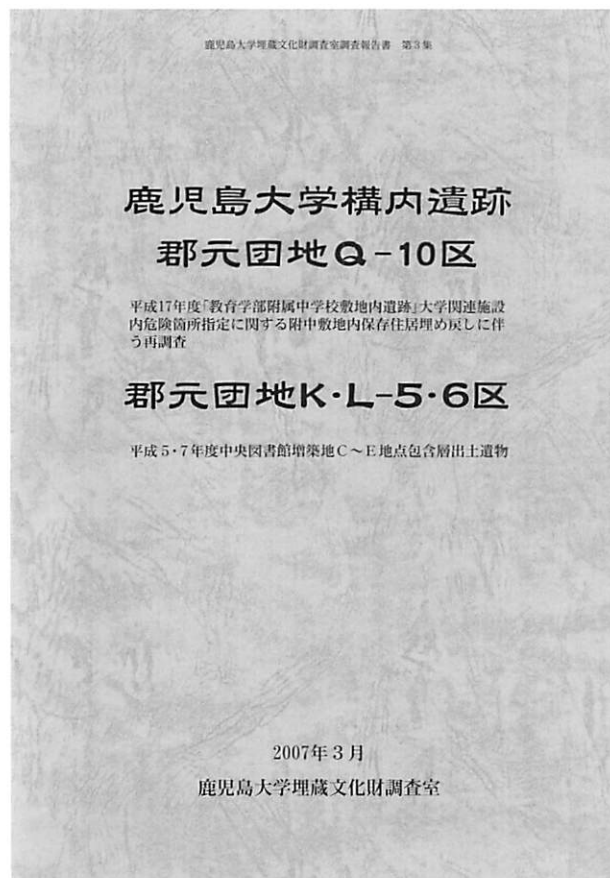 鹿児島大学埋蔵文化財調査室調査報告書 第3集
鹿児島大学構内遺跡
郡元団地Q-10区
平成17年度「教育学部附属中学校敷地内遺跡」大学関連施設
内危険箇所指定に関する附中敷地内保存住居埋め戻しに伴
う再調査
郡元団地K・L-5・6区
平成5・7年度中央図書館増築地C～E地点包含層出土遺物
2007年3月
鹿児島大学埋蔵文化財調査室